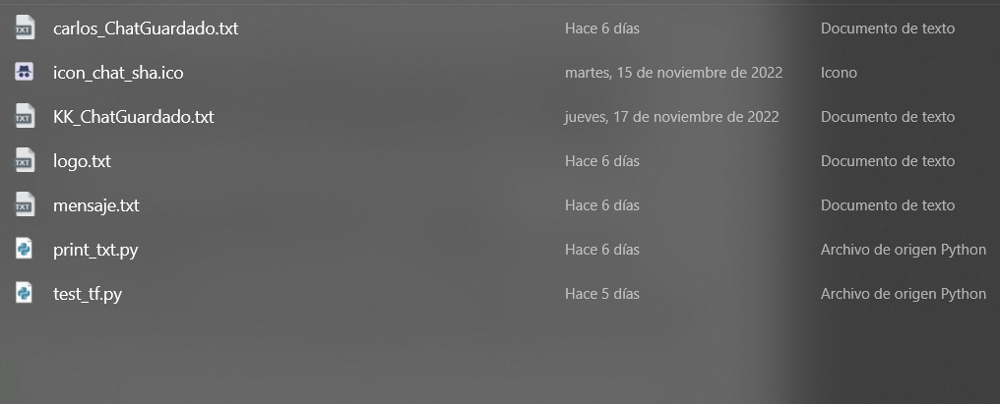 carlos_ChatGuardado.txt Hace 6 días Documento de texto
icon_chat_sha.ico martes, 15 de noviembre de 2022 Icono
KK_ChatGuardado.txt jueves, 17 de noviembre de 2022 Documento de texto
logo.txt Hace 6 días Documento de texto
mensaje.txt Hace 6 días Documento de texto
print_txt.py Hace 6 días Archivo de origen Python
test_tf.py Hace 5 días Archivo de origen Python